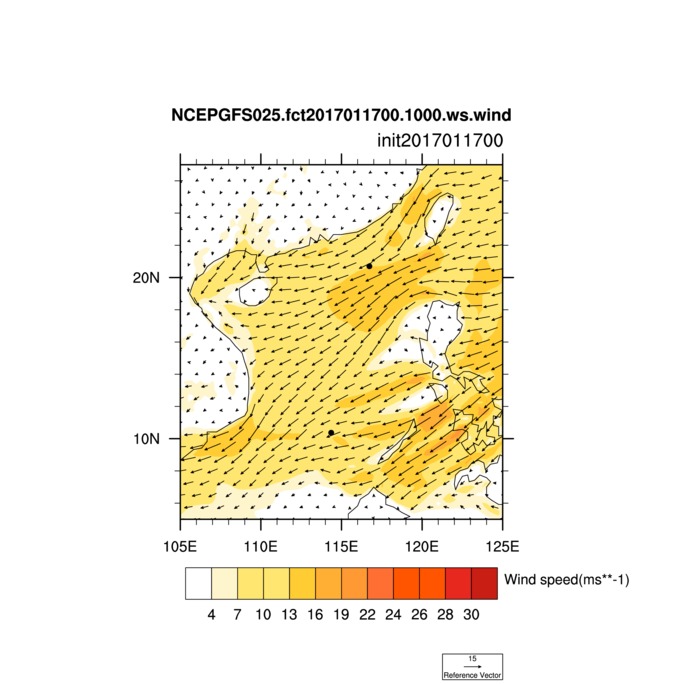 NCEPGFS025.fct2017011700.1000.ws.wind
init2017011700
20N
10N
105E 110E 115E 120E 125E
4 7 10 13 16 19 22 24 26 28 30
Wind speed(ms**-1)
15
Reference Vector